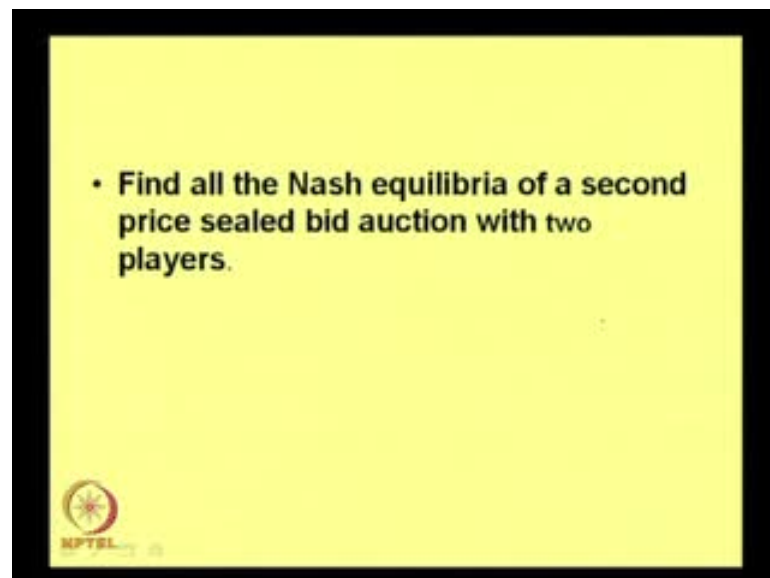 • Find all the Nash equilibria of a second
price sealed bid auction with two
players.
NPTEL